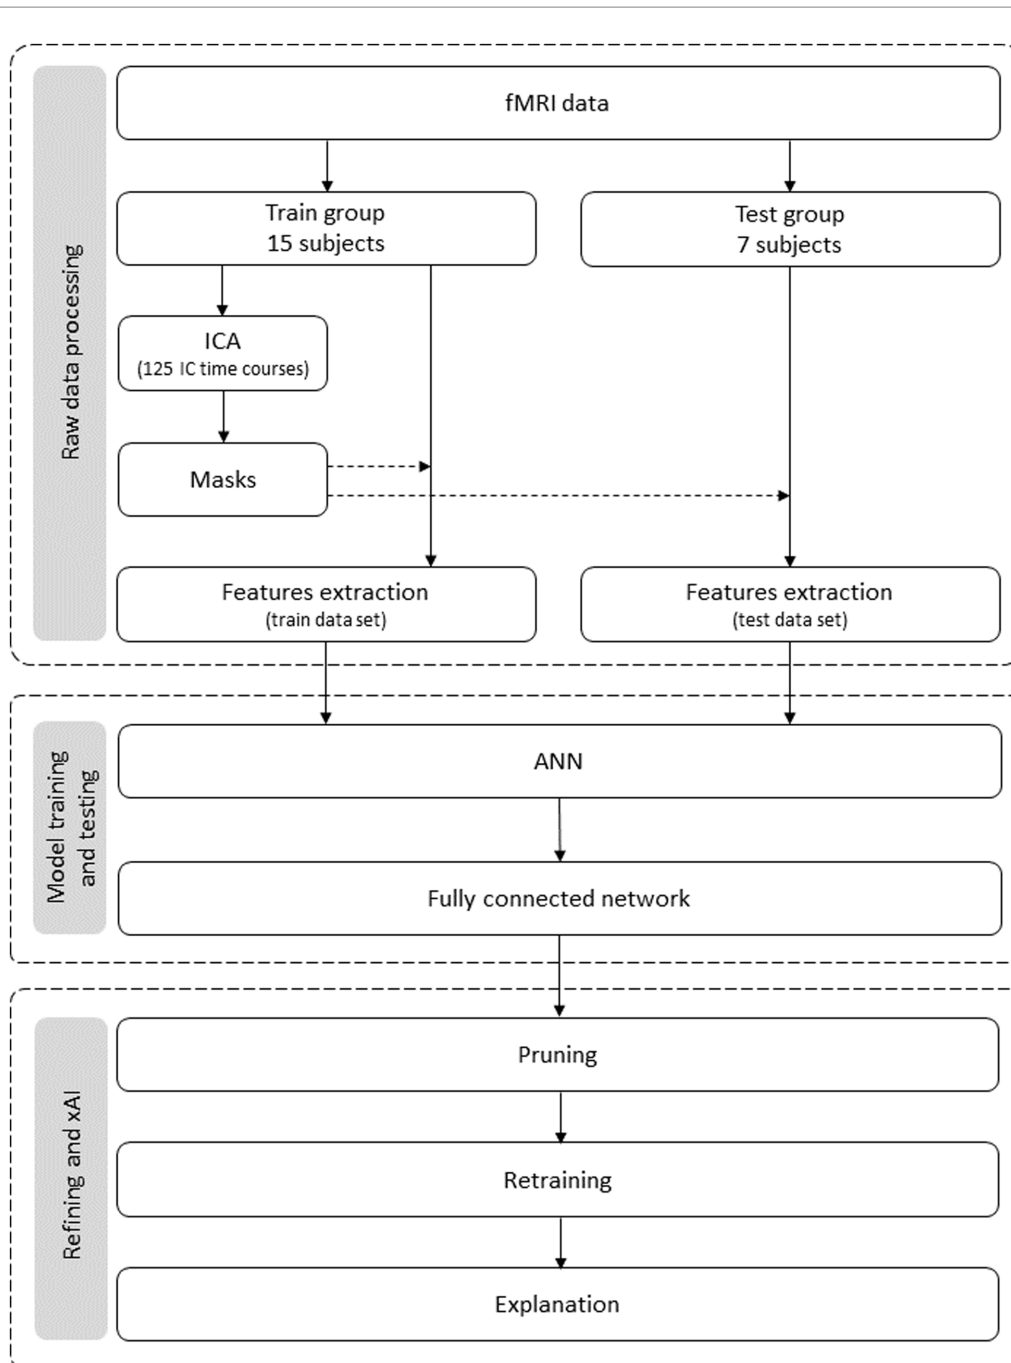 Raw data processing
fMRI data
Train group
15 subjects
Test group
7 subjects
ICA
(125 IC time courses)
Masks
Features extraction
(train data set)
Features extraction
(test data set)
Model training
and testing
ANN
Fully connected network
Refining and xAI
Pruning
Retraining
Explanation